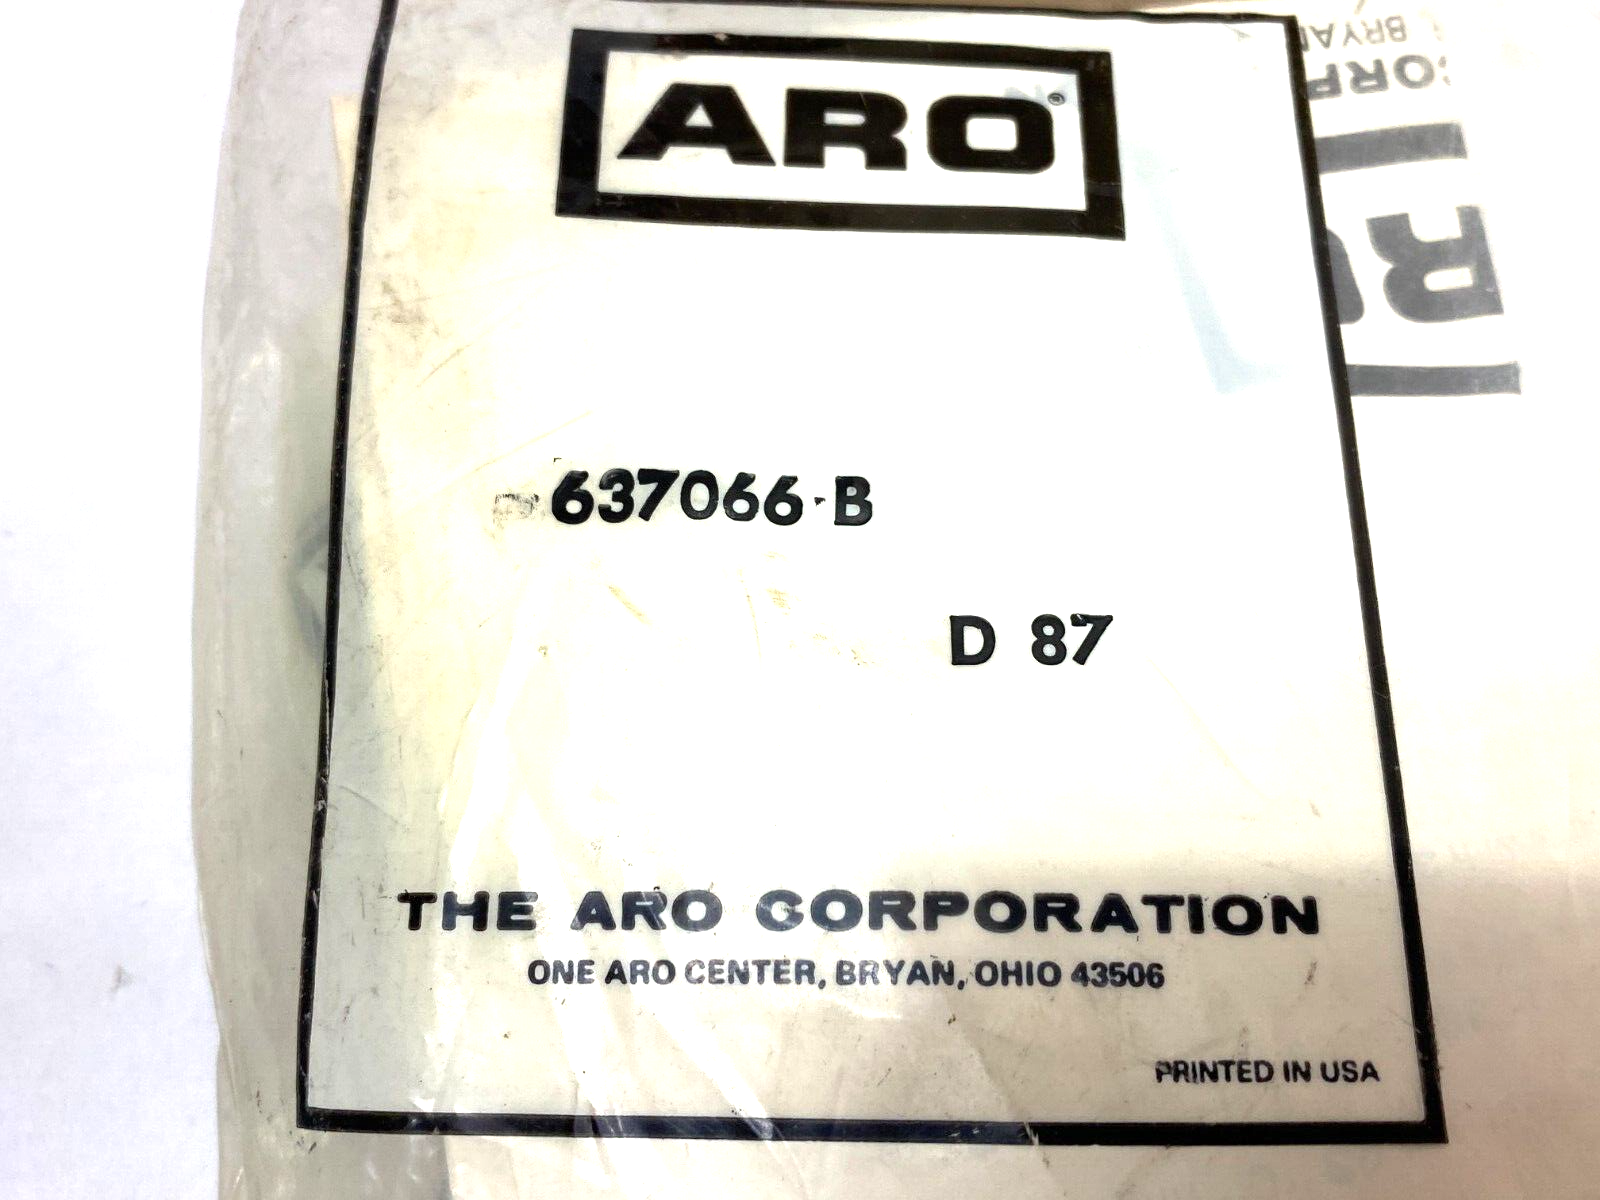 ARO®
637066-B
D 87
THE ARO CORPORATION
ONE ARO CENTER, BRYAN, OHIO 43506
PRINTED IN USA